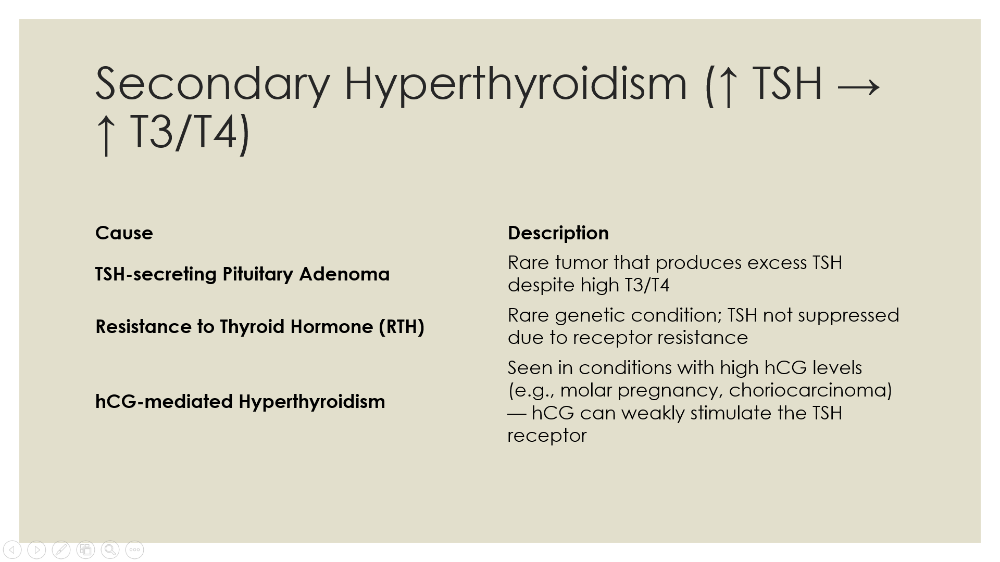 Secondary Hyperthyroidism (↑ TSH →
↑ T3/T4)
Cause
Description
TSH-secreting Pituitary Adenoma
Rare tumor that produces excess TSH
despite high T3/T4
Resistance to Thyroid Hormone (RTH)
Rare genetic condition; TSH not suppressed
due to receptor resistance
hCG-mediated Hyperthyroidism
Seen in conditions with high hCG levels
(e.g., molar pregnancy, choriocarcinoma)
— hCG can weakly stimulate the TSH
receptor